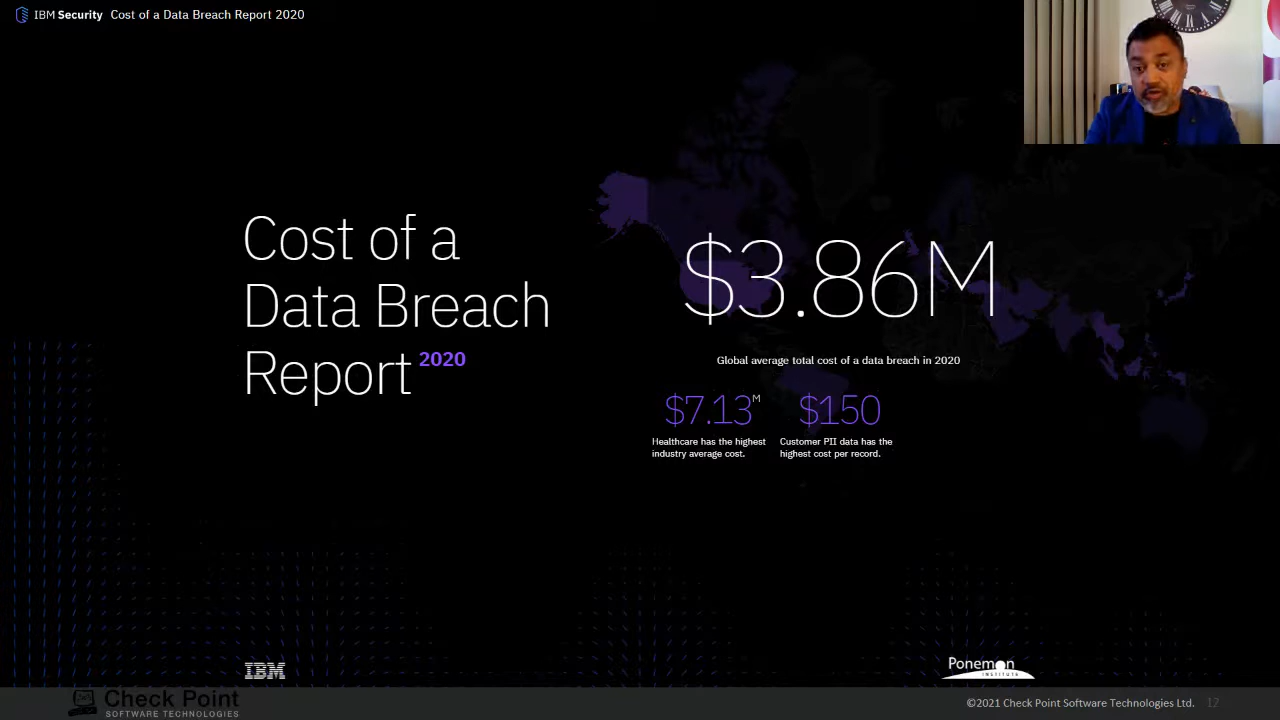 IBM Security Cost of a Data Breach Report 2020
Cost of a
Data Breach
Report 2020
$3.86M
Global average total cost of a data breach in 2020
$7.13M
Healthcare has the highest
industry average cost.
$150
Customer PII data has the
highest cost per record.
IBM
Ponemon
INSTITUTE
Check Point
SOFTWARE TECHNOLOGIES
©2021 Check Point Software Technologies Ltd. 12